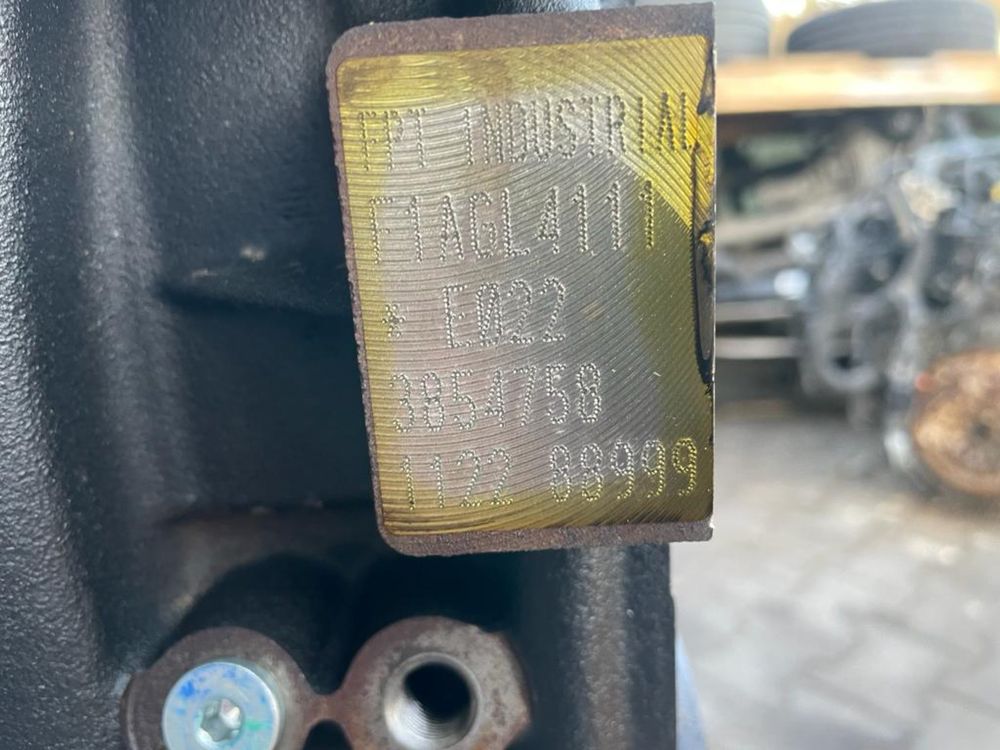 FPT INDUSTRIAL
F1AGL4111
* E022
3854758
1122 88999